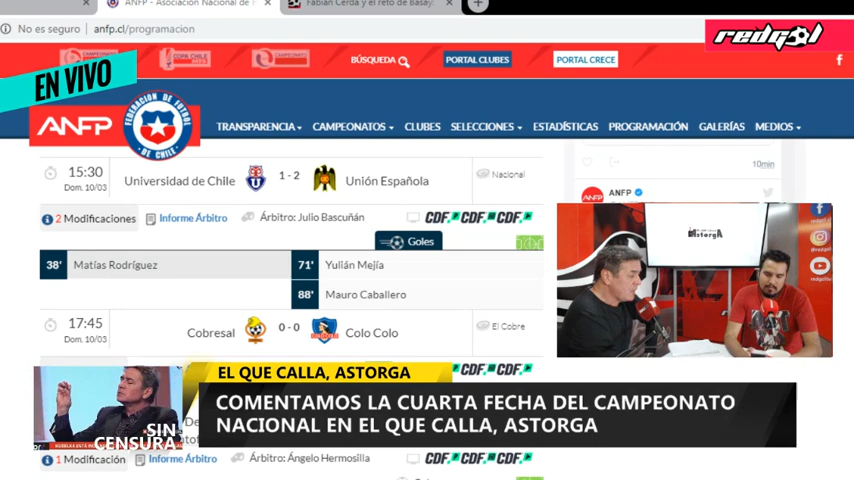 ANFP - Asociación Nacional de F
Fabián Cerda y el reto de Basay:
No es seguro
anfp.cl/programacion
redgol
EN VIVO
CAMPEONATO
COPA CHILE
CAMPEONATO
BÚSQUEDA
PORTAL CLUBES
PORTAL CRECE
ANFP
FEDERACION DE FUTBOL
DE CHILE
TRANSPARENCIA
CAMPEONATOS
CLUBES
SELECCIONES
ESTADÍSTICAS
PROGRAMACIÓN
GALERÍAS
MEDIOS
10min
ANFP
15:30
Dom. 10/03
Universidad de Chile
1 - 2
Unión Española
Nacional
2 Modificaciones
Informe Árbitro
Árbitro: Julio Bascuñán
CDF CDF CDF
Goles
38'
Matías Rodríguez
71'
Yulián Mejía
88'
Mauro Caballero
AstorgA
17:45
Dom. 10/03
Cobresal
0 - 0
Colo Colo
El Cobre
CDF CDF CDF
EL QUE CALLA, ASTORGA
COMENTAMOS LA CUARTA FECHA DEL CAMPEONATO
NACIONAL EN EL QUE CALLA, ASTORGA
SIN
CENSURA
1 Modificación
Informe Árbitro
Árbitro: Ángelo Hermosilla
CDF CDF CDF